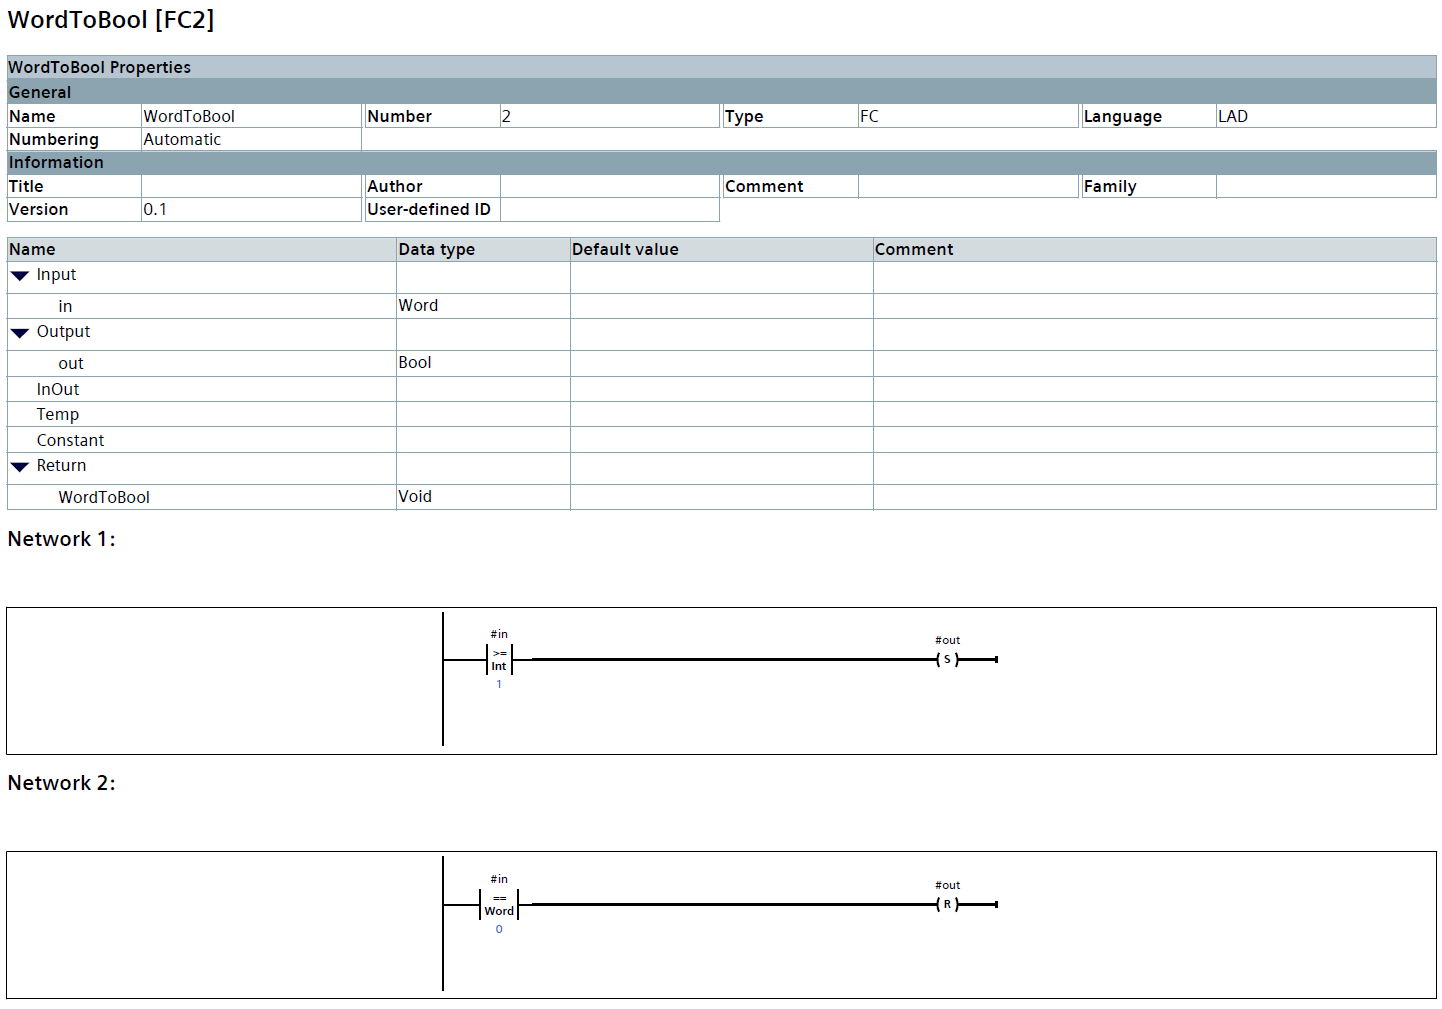 WordToBool [FC2]
WordToBool Properties
General
Name WordToBool Number 2 Type FC Language LAD
Numbering Automatic
Information
Title Author Comment Family
Version 0.1 User-defined ID
Name Data type Default value Comment
Input
in Word
Output
out Bool
InOut
Temp
Constant
Return
WordToBool Void
Network 1:
#in #out
>= S
Int
1
Network 2:
#in #out
== R
Word
0